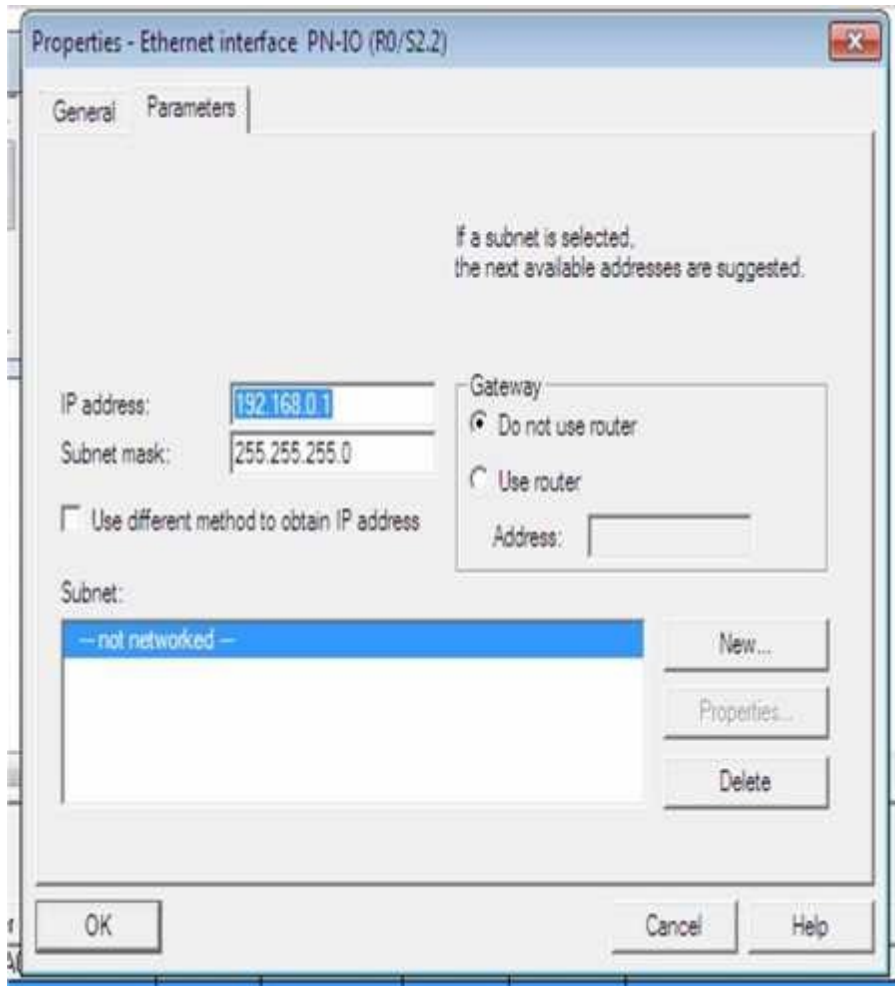 Properties - Ethernet interface PN-IO (R0/S2.2)
General
Parameters
If a subnet is selected,
the next available addresses are suggested.
IP address:
192.168.0.1
Subnet mask:
255.255.255.0
Use different method to obtain IP address
Gateway
Do not use router
Use router
Address:
Subnet:
--- not networked ---
New...
Properties...
Delete
OK
Cancel
Help